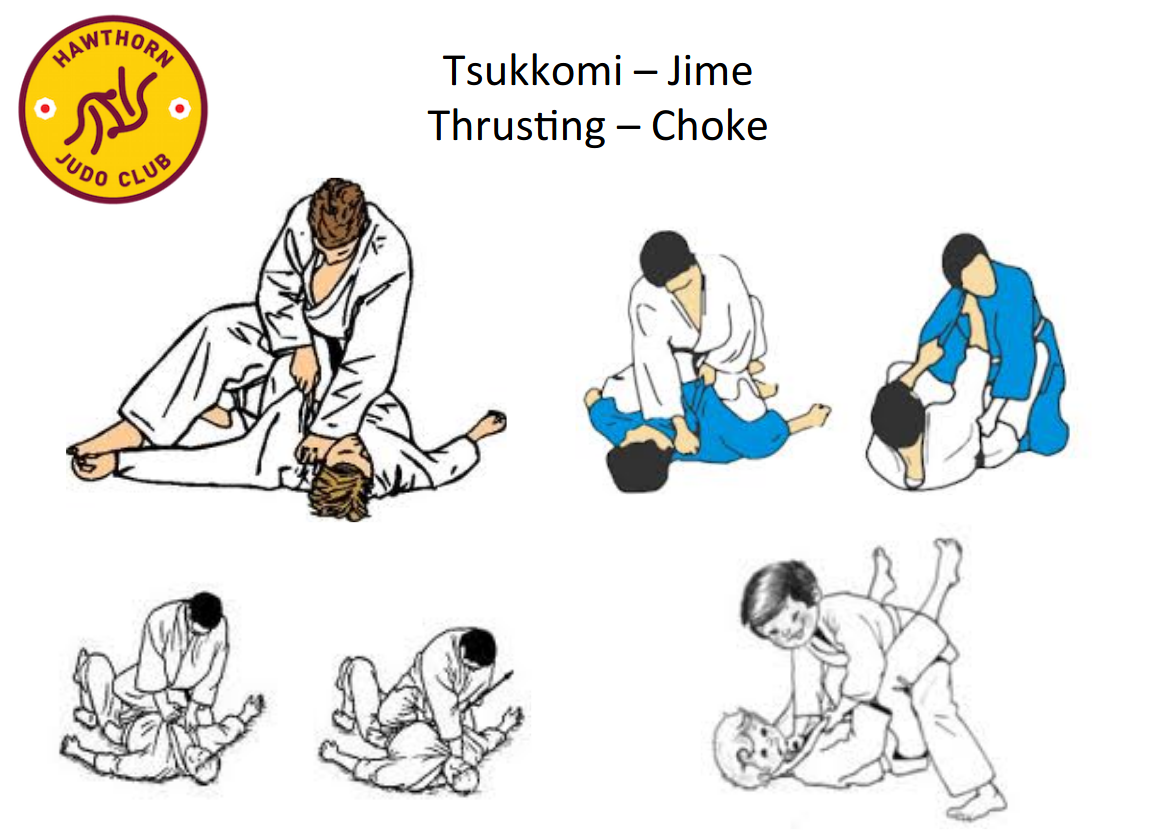 HAWTHORN
JUDO CLUB
Tsukkomi – Jime
Thrusting – Choke